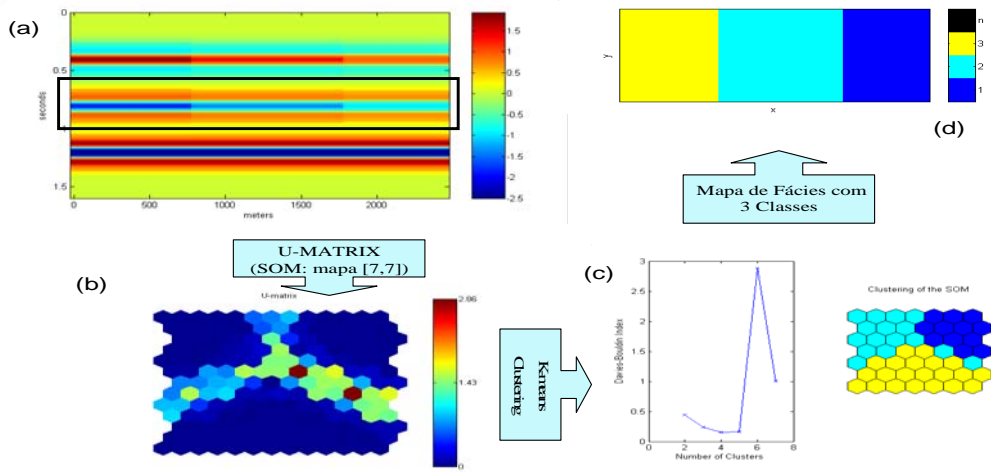 (a)
0
0.5
1
1.5
seconds
0
500
1000
1500
2000
meters
1.5
1
0.5
0
-0.5
-1
-1.5
-2
-2.5
y
x
n
3
2
1
(d)
Mapa de Fácies com
3 Classes
U-MATRIX
(SOM: mapa [7,7])
(b)
U-matrix
2.86
1.43
0
Kmeans
Clustering
(c)
3
2.5
2
1.5
1
0.5
0
Davies-Bouldin Index
0
2
4
6
8
Number of Clusters
Clustering of the SOM